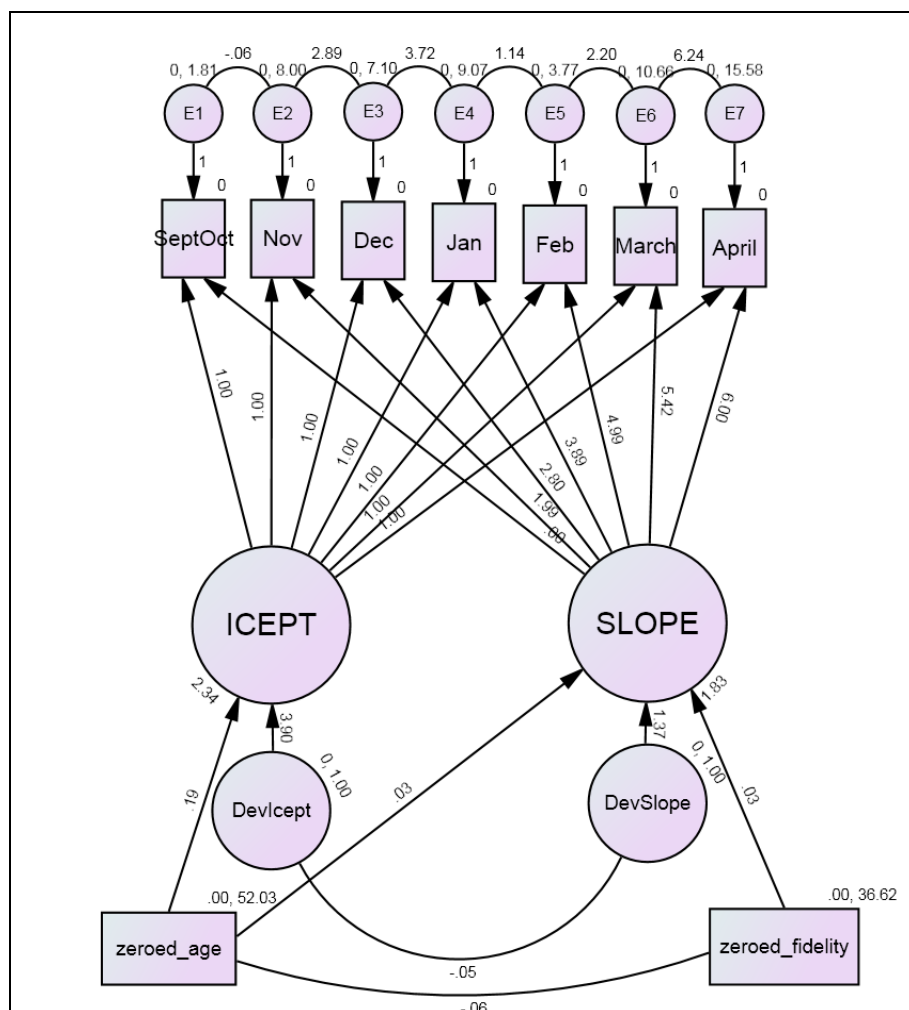 -.06 2.89 3.72 1.14 2.20 6.24
0, 1.81 0, 8.00 0, 7.10 0, 9.07 0, 3.77 0, 10.66 0, 15.58
E1 E2 E3 E4 E5 E6 E7
1 1 1 1 1 1 1
0 0 0 0 0 0 0
SeptOct Nov Dec Jan Feb March April
1.00 1.00 1.00 1.00 1.00 1.00 1.00
.00 1.99 2.80 3.89 4.99 5.42 6.00
ICEPT SLOPE
2.34 1.83
3.90 1.37
0, 1.00 0, 1.00
.19 .03 .03
DevIcept DevSlope
.00, 52.03 .00, 36.62
zeroed_age zeroed_fidelity
-.05
-.06